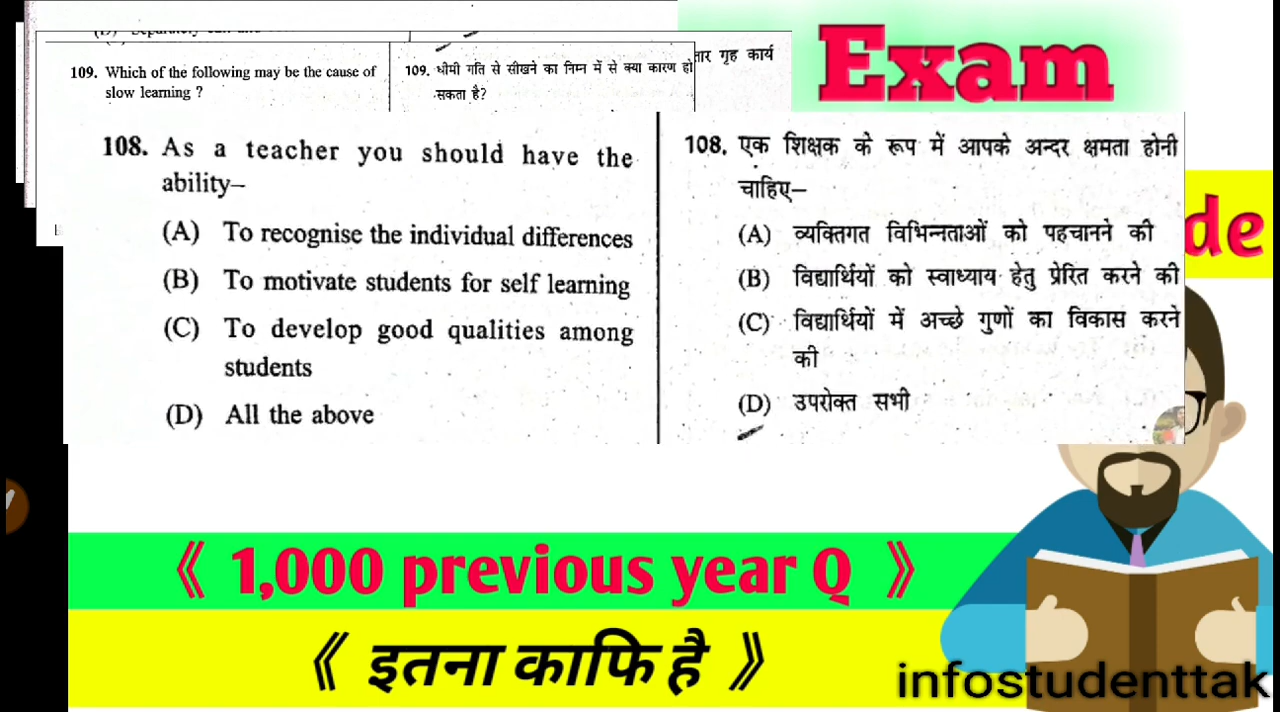 Exam
de
तार गृह कार्य
109. Which of the following may be the cause of
slow learning ?
109. धीमी गति से सीखने का निम्न में से क्या कारण हो
सकता है?
108. As a teacher you should have the
ability–
(A) To recognise the individual differences
(B) To motivate students for self learning
(C) To develop good qualities among
students
(D) All the above
108. एक शिक्षक के रूप में आपके अन्दर क्षमता होनी
चाहिए–
(A) व्यक्तिगत विभिन्नताओं को पहचानने की
(B) विद्यार्थियों को स्वाध्याय हेतु प्रेरित करने की
(C) विद्यार्थियों में अच्छे गुणों का विकास करने
की
(D) उपरोक्त सभी
《 1,000 previous year Q 》
《 इतना काफि है 》
infostudenttak